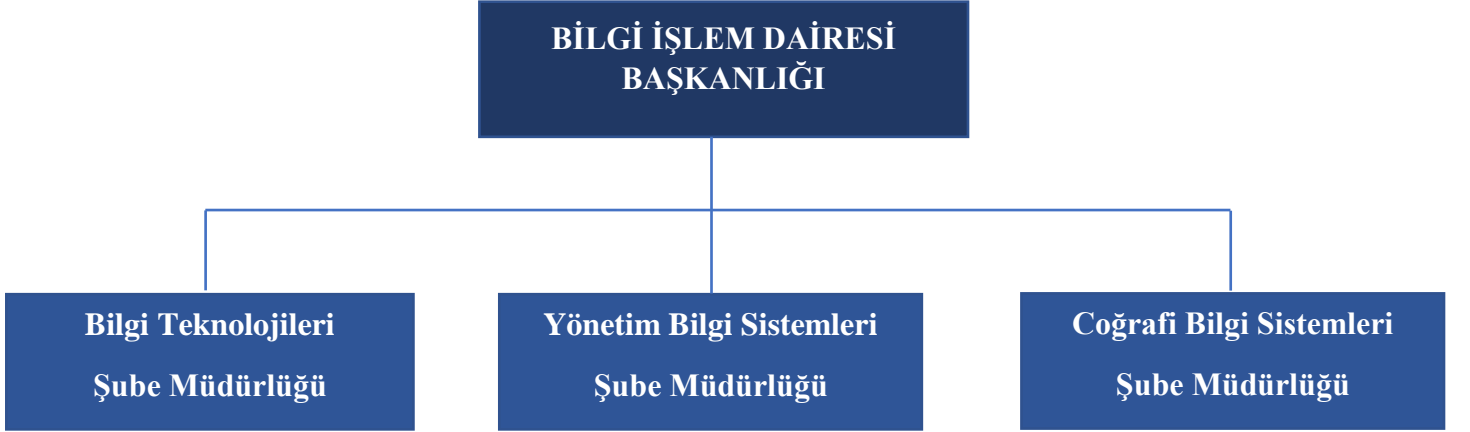 BİLGİ İŞLEM DAİRESİ
BAŞKANLIĞI
Bilgi Teknolojileri
Şube Müdürlüğü
Yönetim Bilgi Sistemleri
Şube Müdürlüğü
Coğrafi Bilgi Sistemleri
Şube Müdürlüğü